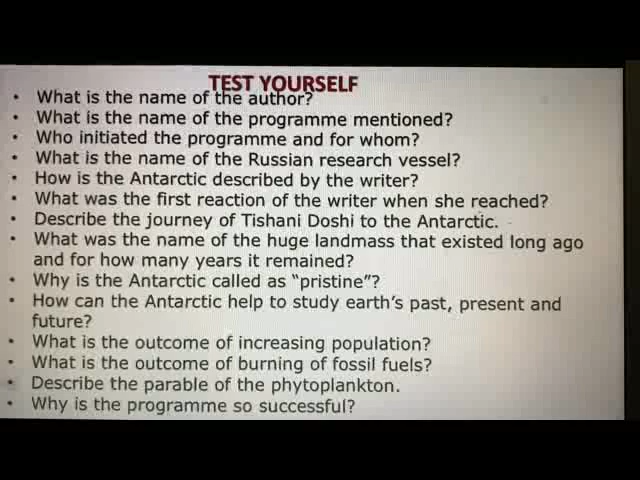 TEST YOURSELF
• What is the name of the author?
• What is the name of the programme mentioned?
• Who initiated the programme and for whom?
• What is the name of the Russian research vessel?
• How is the Antarctic described by the writer?
• What was the first reaction of the writer when she reached?
• Describe the journey of Tishani Doshi to the Antarctic.
• What was the name of the huge landmass that existed long ago
and for how many years it remained?
• Why is the Antarctic called as “pristine”?
• How can the Antarctic help to study earth’s past, present and
future?
• What is the outcome of increasing population?
• What is the outcome of burning of fossil fuels?
• Describe the parable of the phytoplankton.
• Why is the programme so successful?